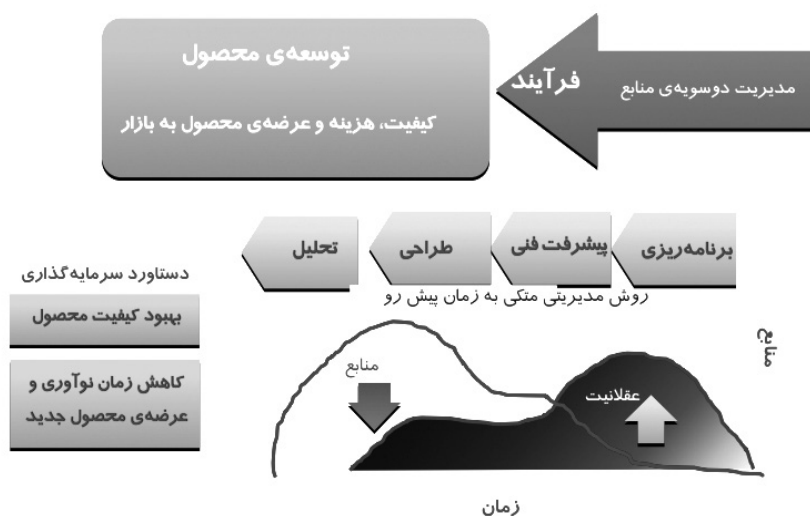 توسعه‌ی محصول
کیفیت، هزینه و عرضه‌ی محصول به بازار
فرآیند
مدیریت دوسویه‌ی منابع
برنامه‌ریزی
پیشرفت فنی
طراحی
تحلیل
روش مدیریتی متکی به زمان پیش رو
دستاورد سرمایه‌گذاری
بهبود کیفیت محصول
کاهش زمان نوآوری و
عرضه‌ی محصول جدید
منابع
عقلانیت
منابع
زمان